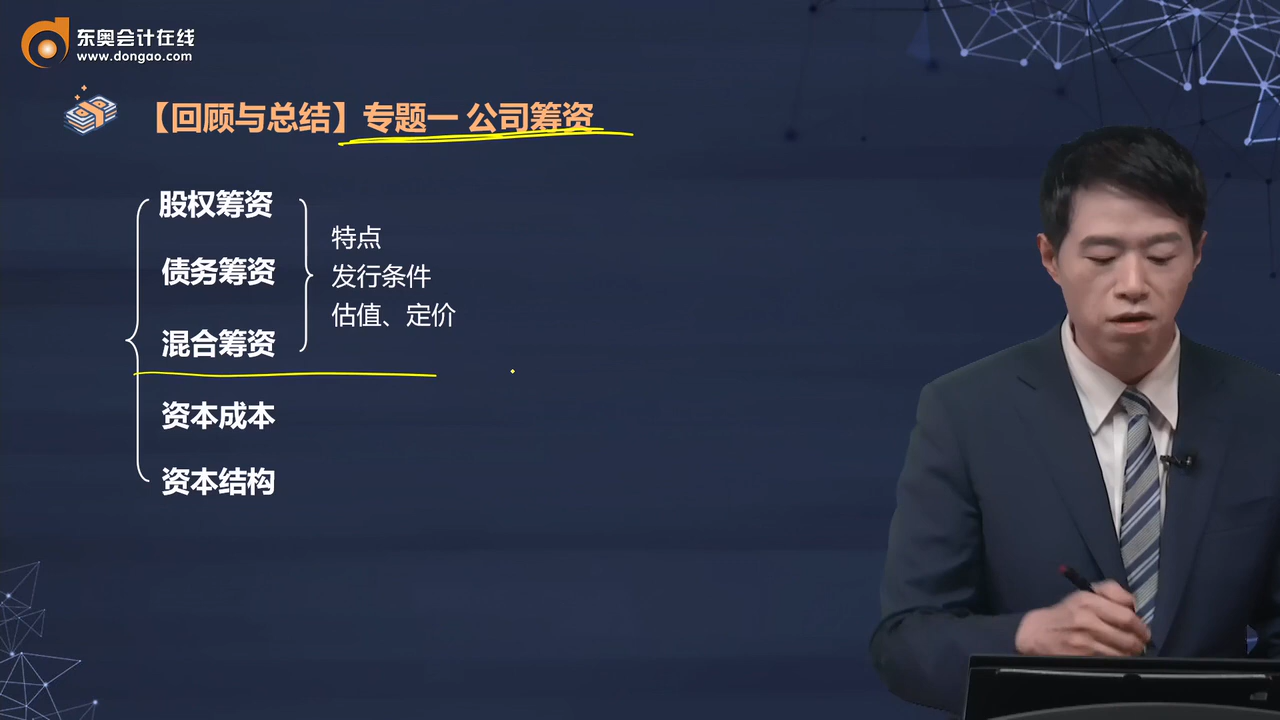 东奥会计在线
www.dongao.com
【回顾与总结】专题一 公司筹资
股权筹资
特点
债务筹资
发行条件
估值、定价
混合筹资
资本成本
资本结构